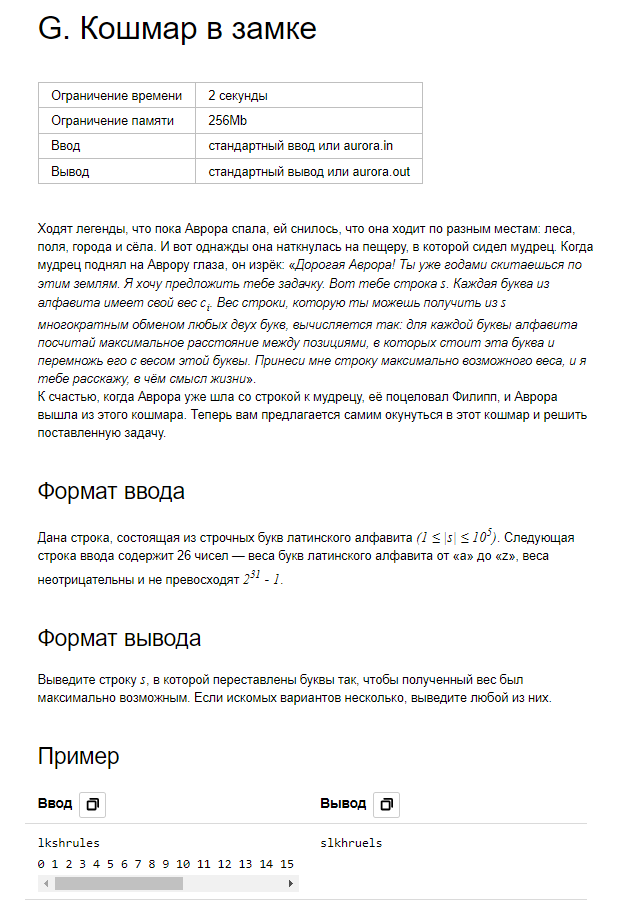 G. Кошмар в замке
Ограничение времени 2 секунды
Ограничение памяти 256Mb
Ввод стандартный ввод или aurora.in
Вывод стандартный вывод или aurora.out
Ходят легенды, что пока Аврора спала, ей снилось, что она ходит по разным местам: леса,
поля, города и сёла. И вот однажды она наткнулась на пещеру, в которой сидел мудрец. Когда
мудрец поднял на Аврору глаза, он изрёк: «Дорогая Аврора! Ты уже годами скитаешься по
этим землям. Я хочу предложить тебе задачку. Вот тебе строка s. Каждая буква из
алфавита имеет свой вес c_i. Вес строки, которую ты можешь получить из s
многократным обменом любых двух букв, вычисляется так: для каждой буквы алфавита
посчитай максимальное расстояние между позициями, в которых стоит эта буква и
перемножь его с весом этой буквы. Принеси мне строку максимально возможного веса, и я
тебе расскажу, в чём смысл жизни».
К счастью, когда Аврора уже шла со строкой к мудрецу, её поцеловал Филипп, и Аврора
вышла из этого кошмара. Теперь вам предлагается самим окунуться в этот кошмар и решить
поставленную задачу.
Формат ввода
Дана строка, состоящая из строчных букв латинского алфавита (1 ≤ |s| ≤ 10^5). Следующая
строка ввода содержит 26 чисел — веса букв латинского алфавита от «a» до «z», веса
неотрицательны и не превосходят 2^31 - 1.
Формат вывода
Выведите строку s, в которой переставлены буквы так, чтобы полученный вес был
максимально возможным. Если искомых вариантов несколько, выведите любой из них.
Пример
Ввод Вывод
lkshrules slkhruels
0 1 2 3 4 5 6 7 8 9 10 11 12 13 14 15